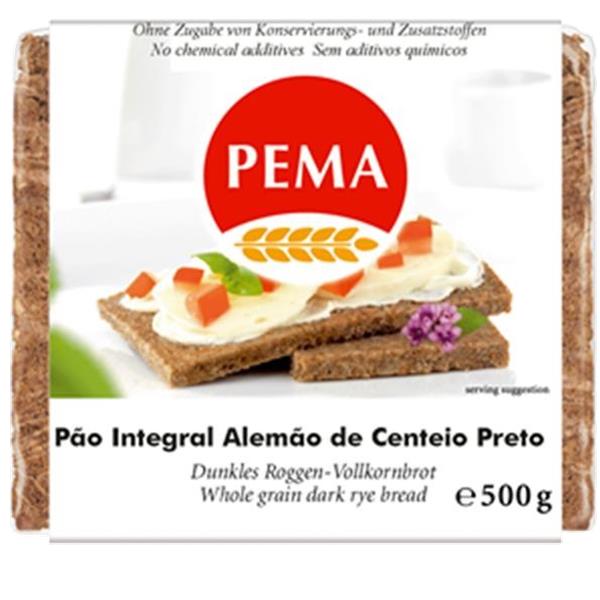 Ohne Zugabe von Konservierungs- und Zusatzstoffen
No chemical additives Sem aditivos químicos
PEMA
serving suggestion
Pão Integral Alemão de Centeio Preto
Dunkles Roggen-Vollkornbrot
Whole grain dark rye bread ℮ 500 g